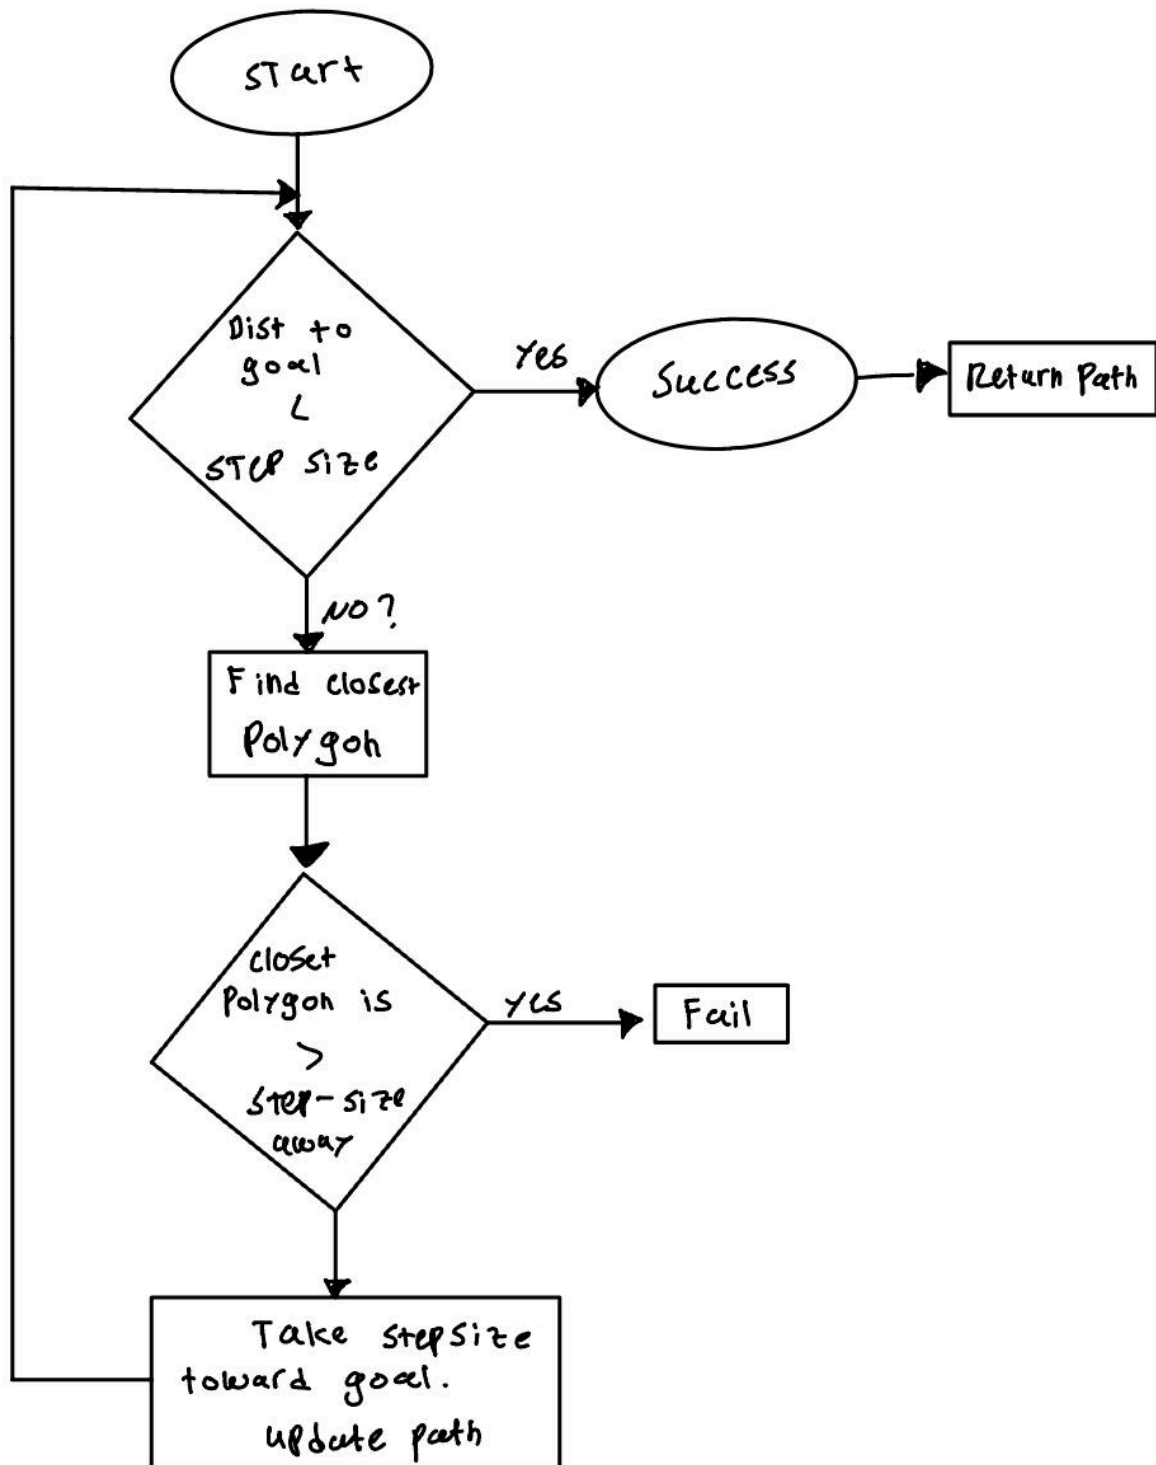 START
Dist to
goal
<
STEP SIZE
Yes
Success
Return Path
NO?
Find closest
Polygon
closet
Polygon is
>
step-size
away
Yes
Fail
Take stepsize
toward goal.
update path